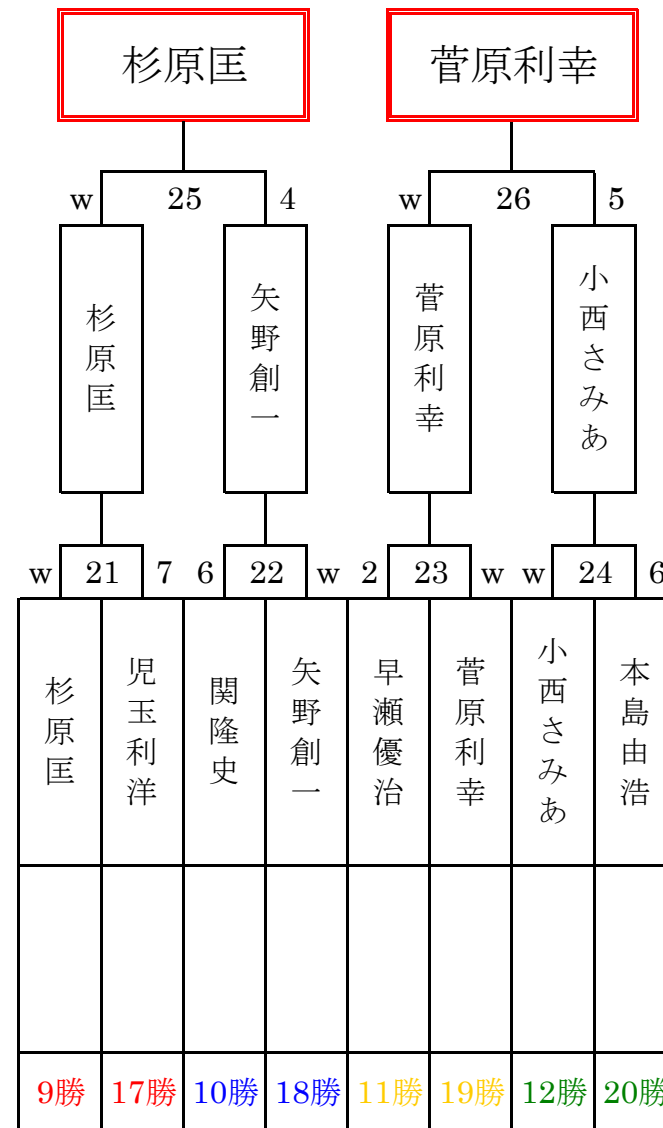 杉原匡 菅原利幸
w 25 4 w 26 5
杉原匡
矢野創一
菅原利幸
小西さみあ
w 21 7 6 22 w 2 23 w w 24 6
杉原匡
児玉利洋
関隆史
矢野創一
早瀬優治
菅原利幸
小西さみあ
本島由浩
9勝 17勝 10勝 18勝 11勝 19勝 12勝 20勝